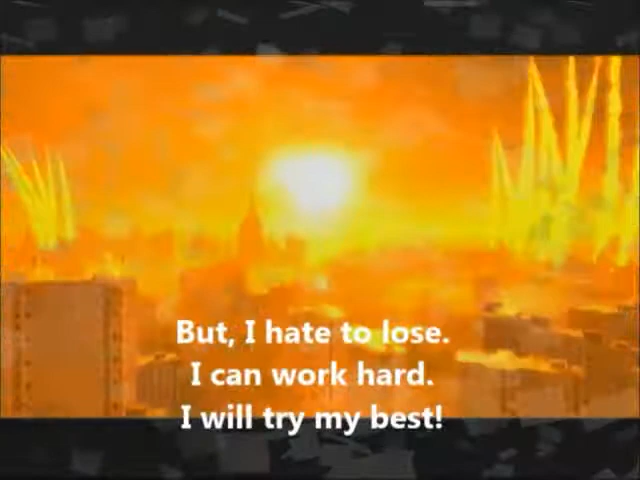 But, I hate to lose.
I can work hard.
I will try my best!